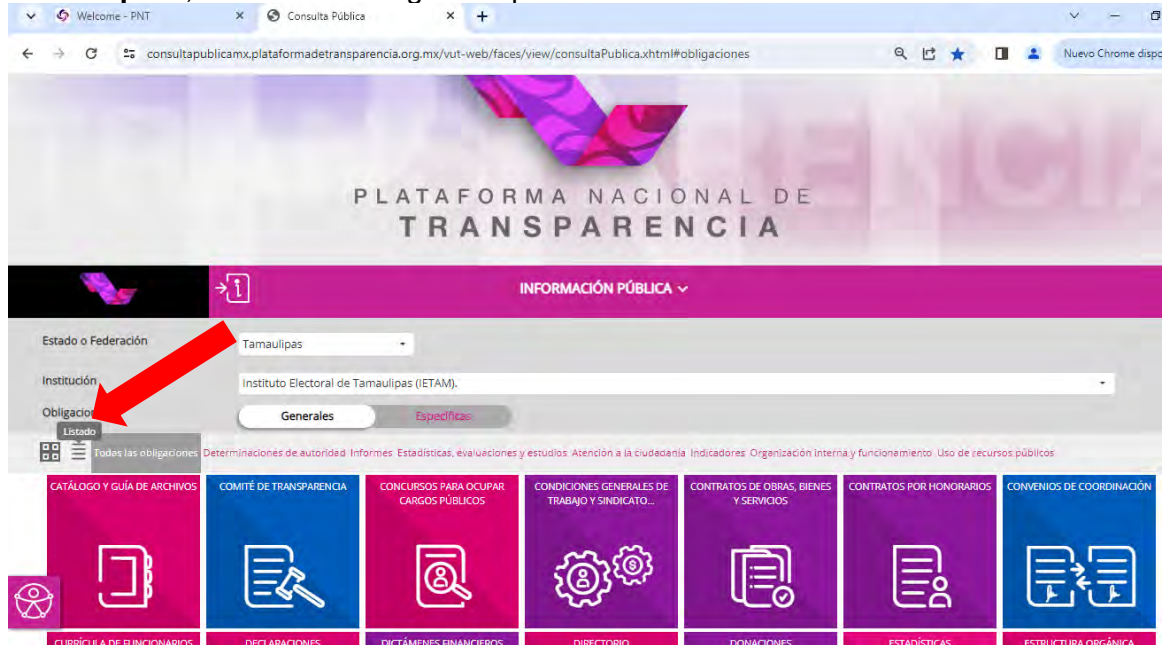 Welcome - PNT
Consulta Pública
consultapublicamx.plataformadetransparencia.org.mx/vut-web/faces/view/consultaPublica.xhtml#obligaciones
Nuevo Chrome dispo
PLATAFORMA NACIONAL DE
TRANSPARENCIA
INFORMACIÓN PÚBLICA
Estado o Federación
Tamaulipas
Institución
Instituto Electoral de Tamaulipas (IETAM).
Obligacion
Generales
Específicas
Listado
Todas las obligaciones Determinaciones de autoridad Informes Estadísticas, evaluaciones y estudios Atención a la ciudadanía Indicadores Organización interna y funcionamiento Uso de recursos públicos
CATÁLOGO Y GUÍA DE ARCHIVOS
COMITÉ DE TRANSPARENCIA
CONCURSOS PARA OCUPAR
CARGOS PÚBLICOS
CONDICIONES GENERALES DE
TRABAJO Y SINDICATO...
CONTRATOS DE OBRAS, BIENES
Y SERVICIOS
CONTRATOS POR HONORARIOS
CONVENIOS DE COORDINACIÓN
CURRÍCULA DE FUNCIONARIOS
DECLARACIONES
DICTÁMENES FINANCIEROS
DIRECTORIO
DONACIONES
ESTADÍSTICAS
ESTRUCTURA ORGÁNICA